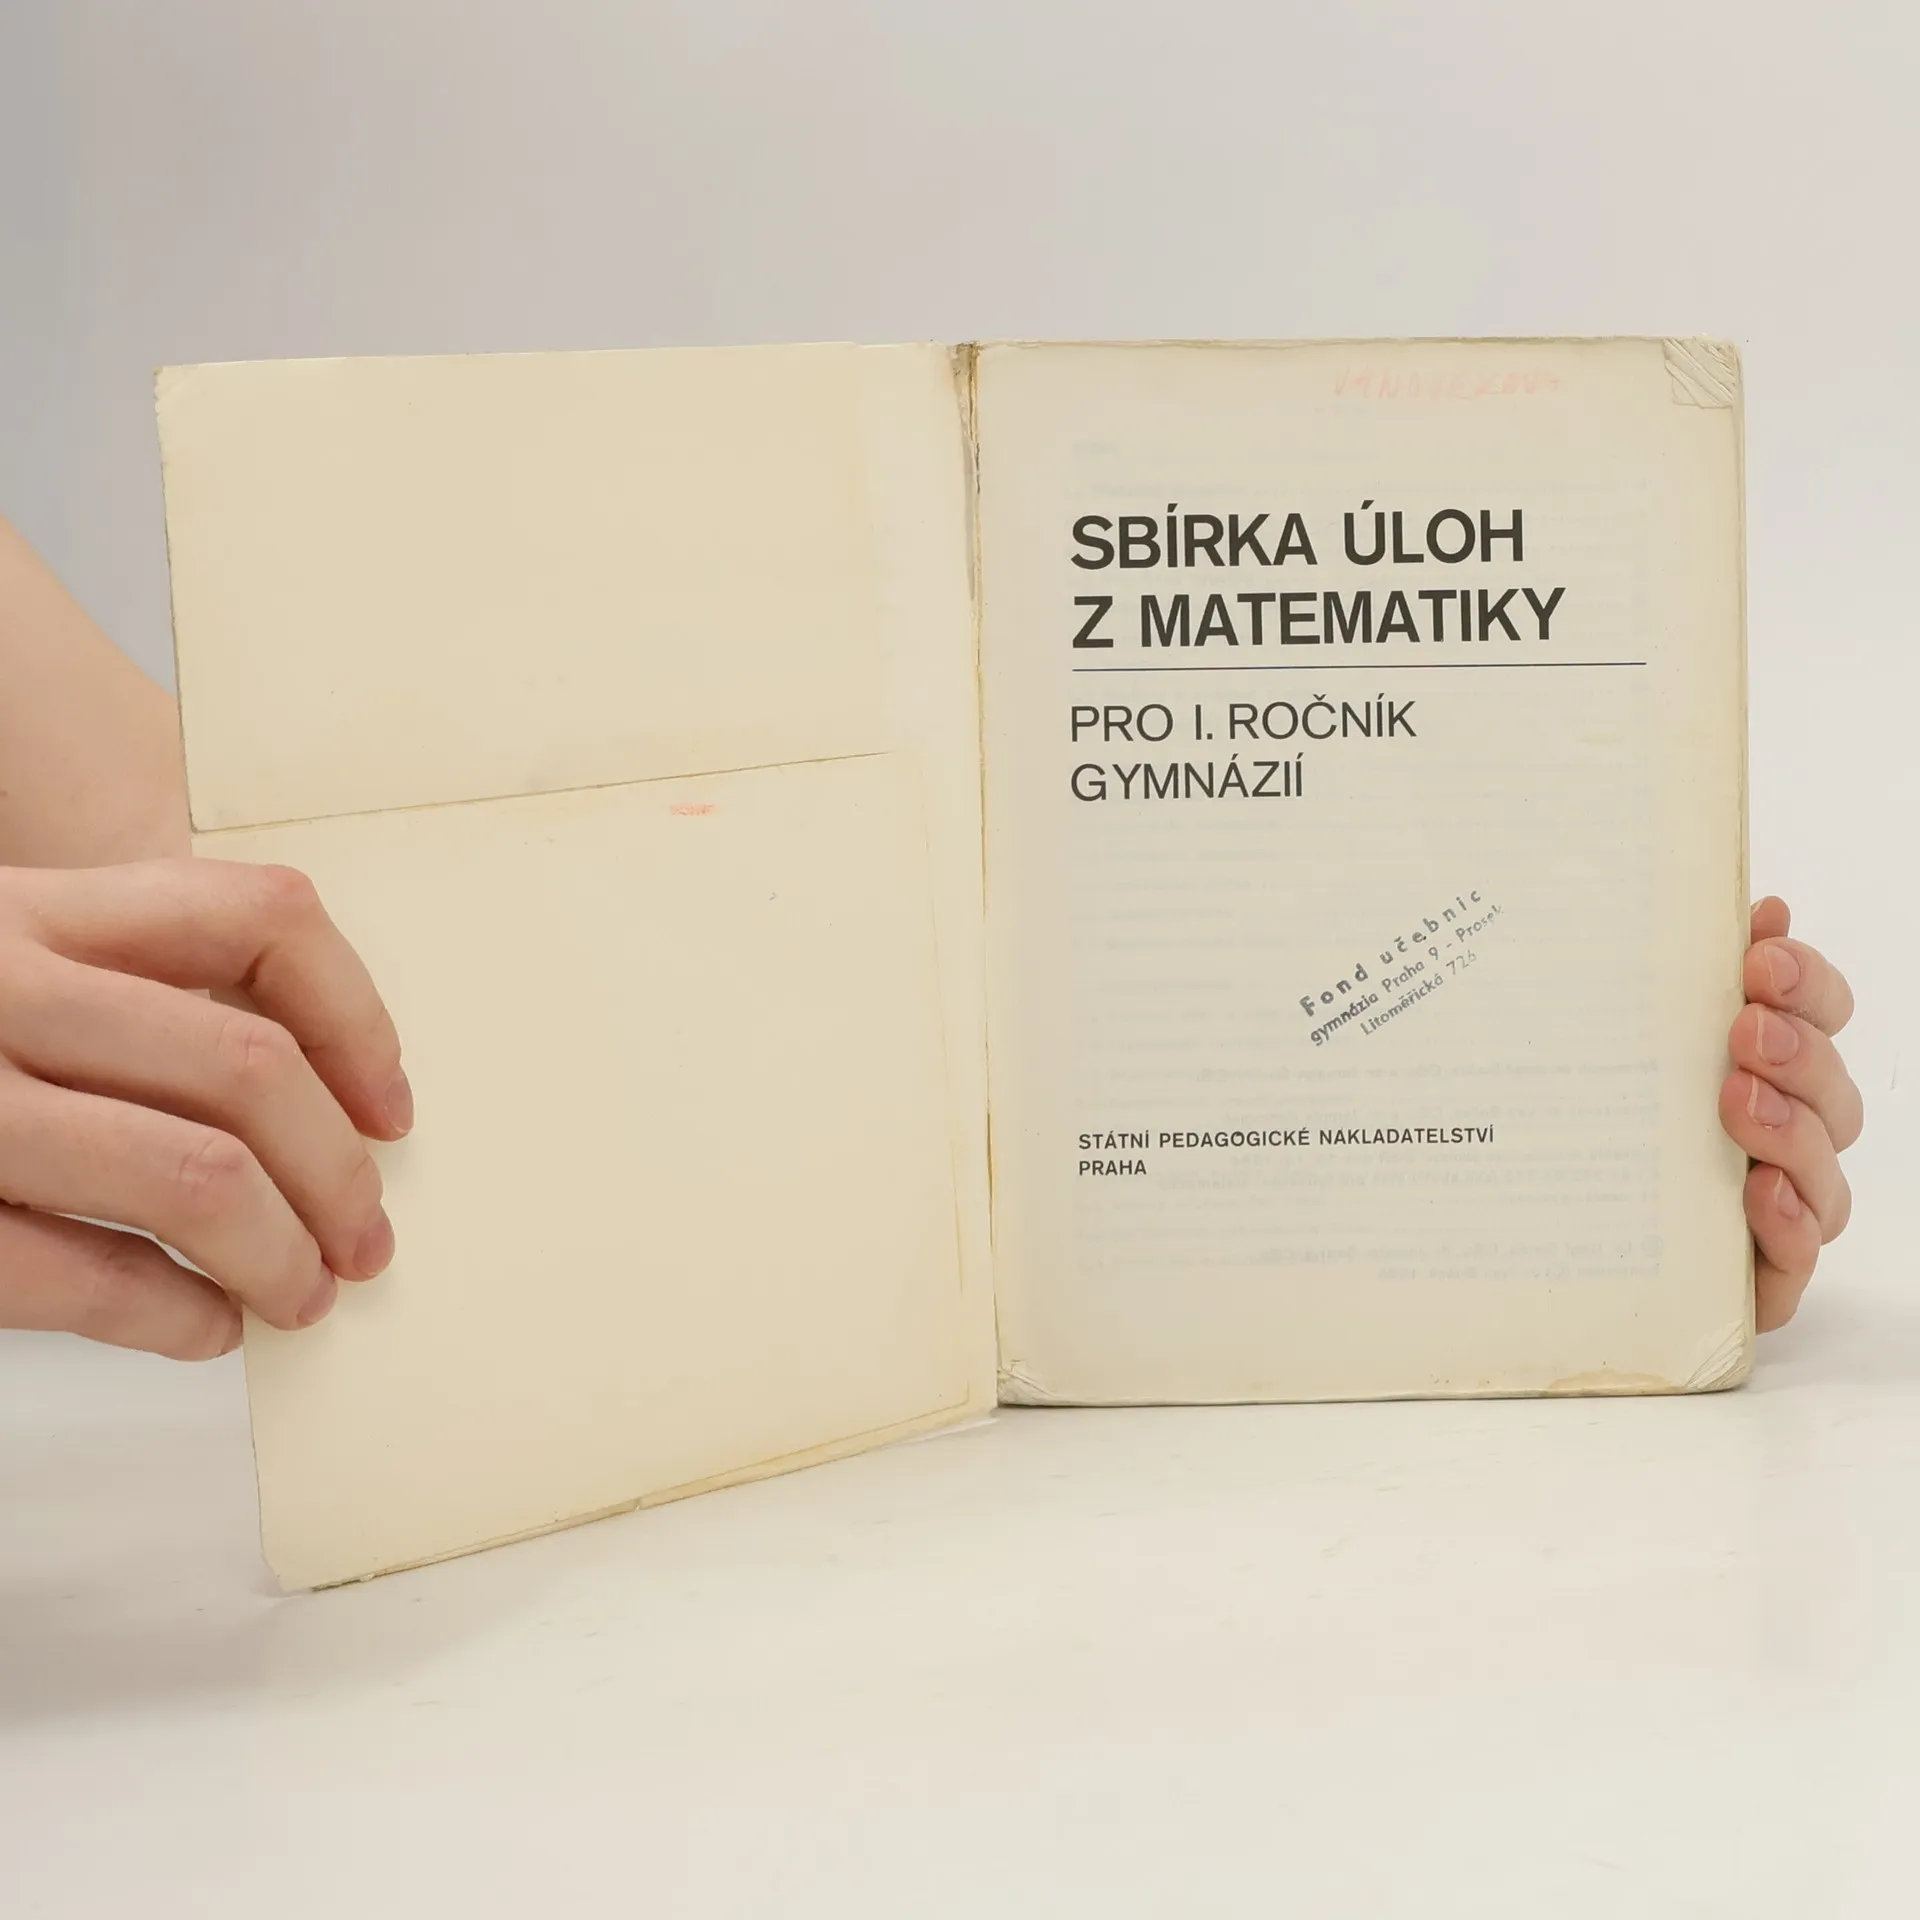 SBÍRKA ÚLOH
Z MATEMATIKY
PRO I. ROČNÍK
GYMNÁZIÍ
Fond učebnic
gymnázia Praha 9 - Prosek
Litoměřická 726
STÁTNÍ PEDAGOGICKÉ NAKLADATELSTVÍ
PRAHA